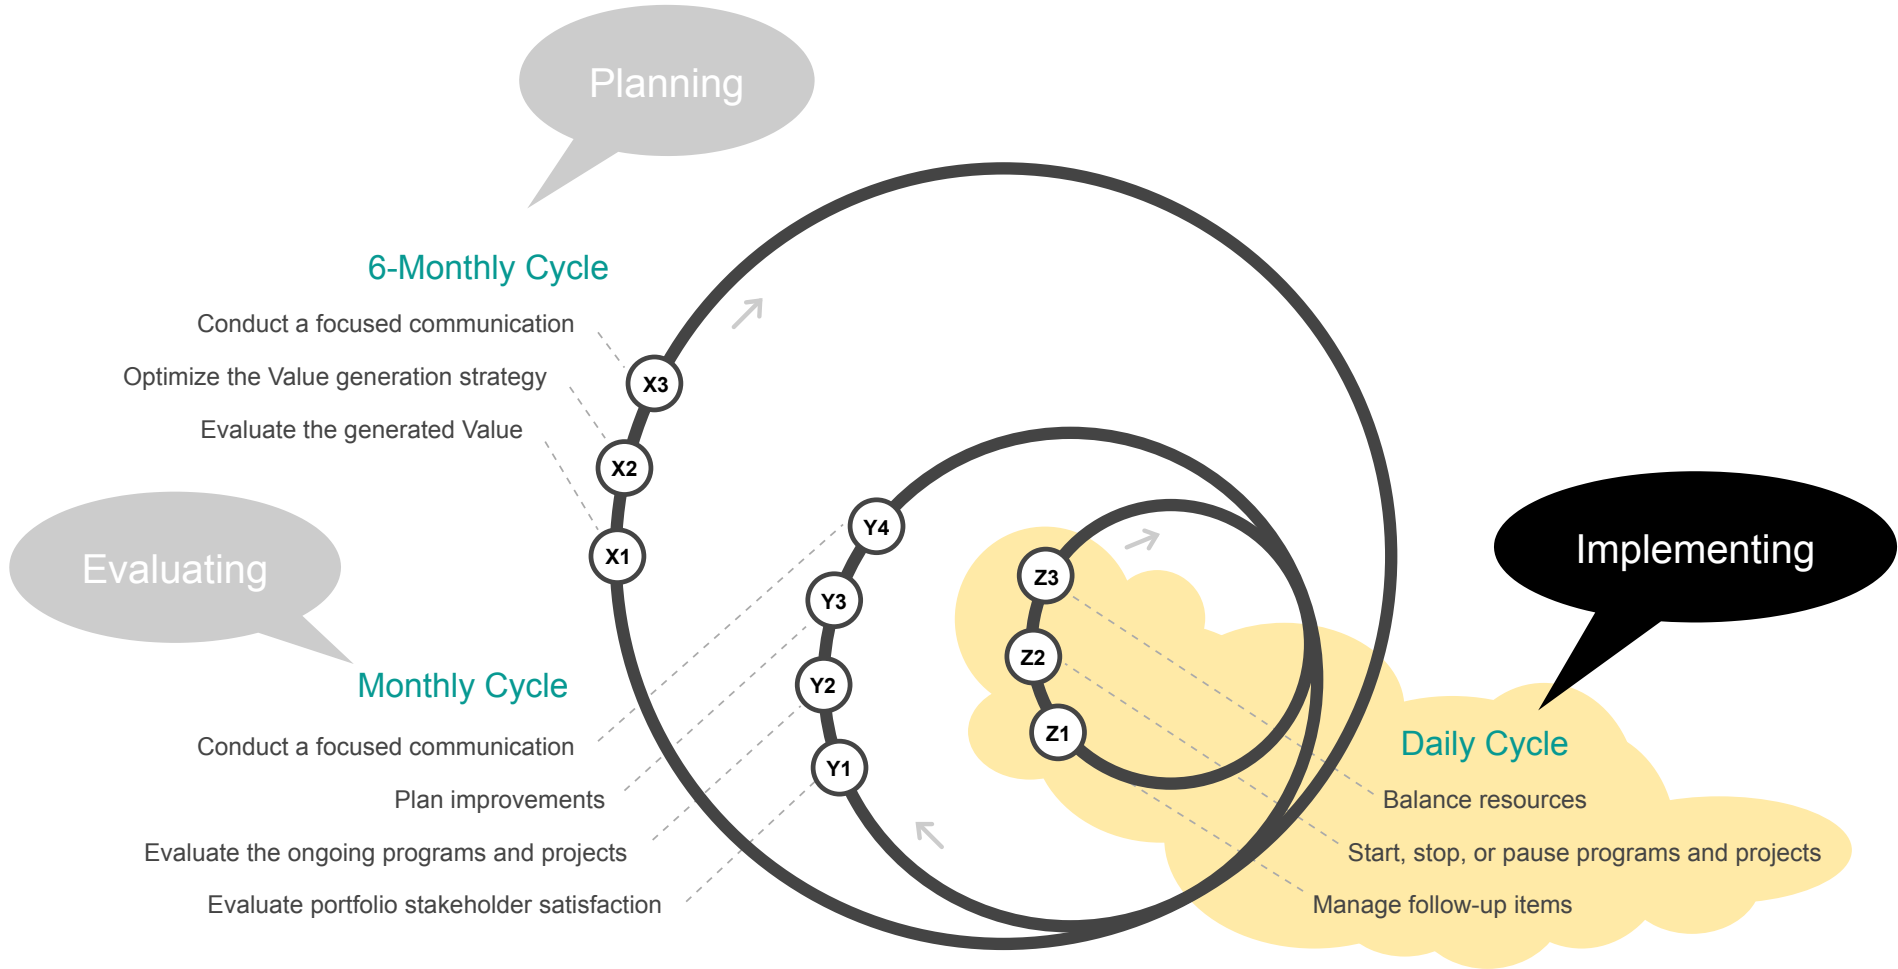 Planning
6-Monthly Cycle
Conduct a focused communication
Optimize the Value generation strategy
Evaluate the generated Value
X3
X2
X1
Evaluating
Monthly Cycle
Conduct a focused communication
Plan improvements
Evaluate the ongoing programs and projects
Evaluate portfolio stakeholder satisfaction
Y4
Y3
Y2
Y1
Z3
Z2
Z1
Implementing
Daily Cycle
Balance resources
Start, stop, or pause programs and projects
Manage follow-up items